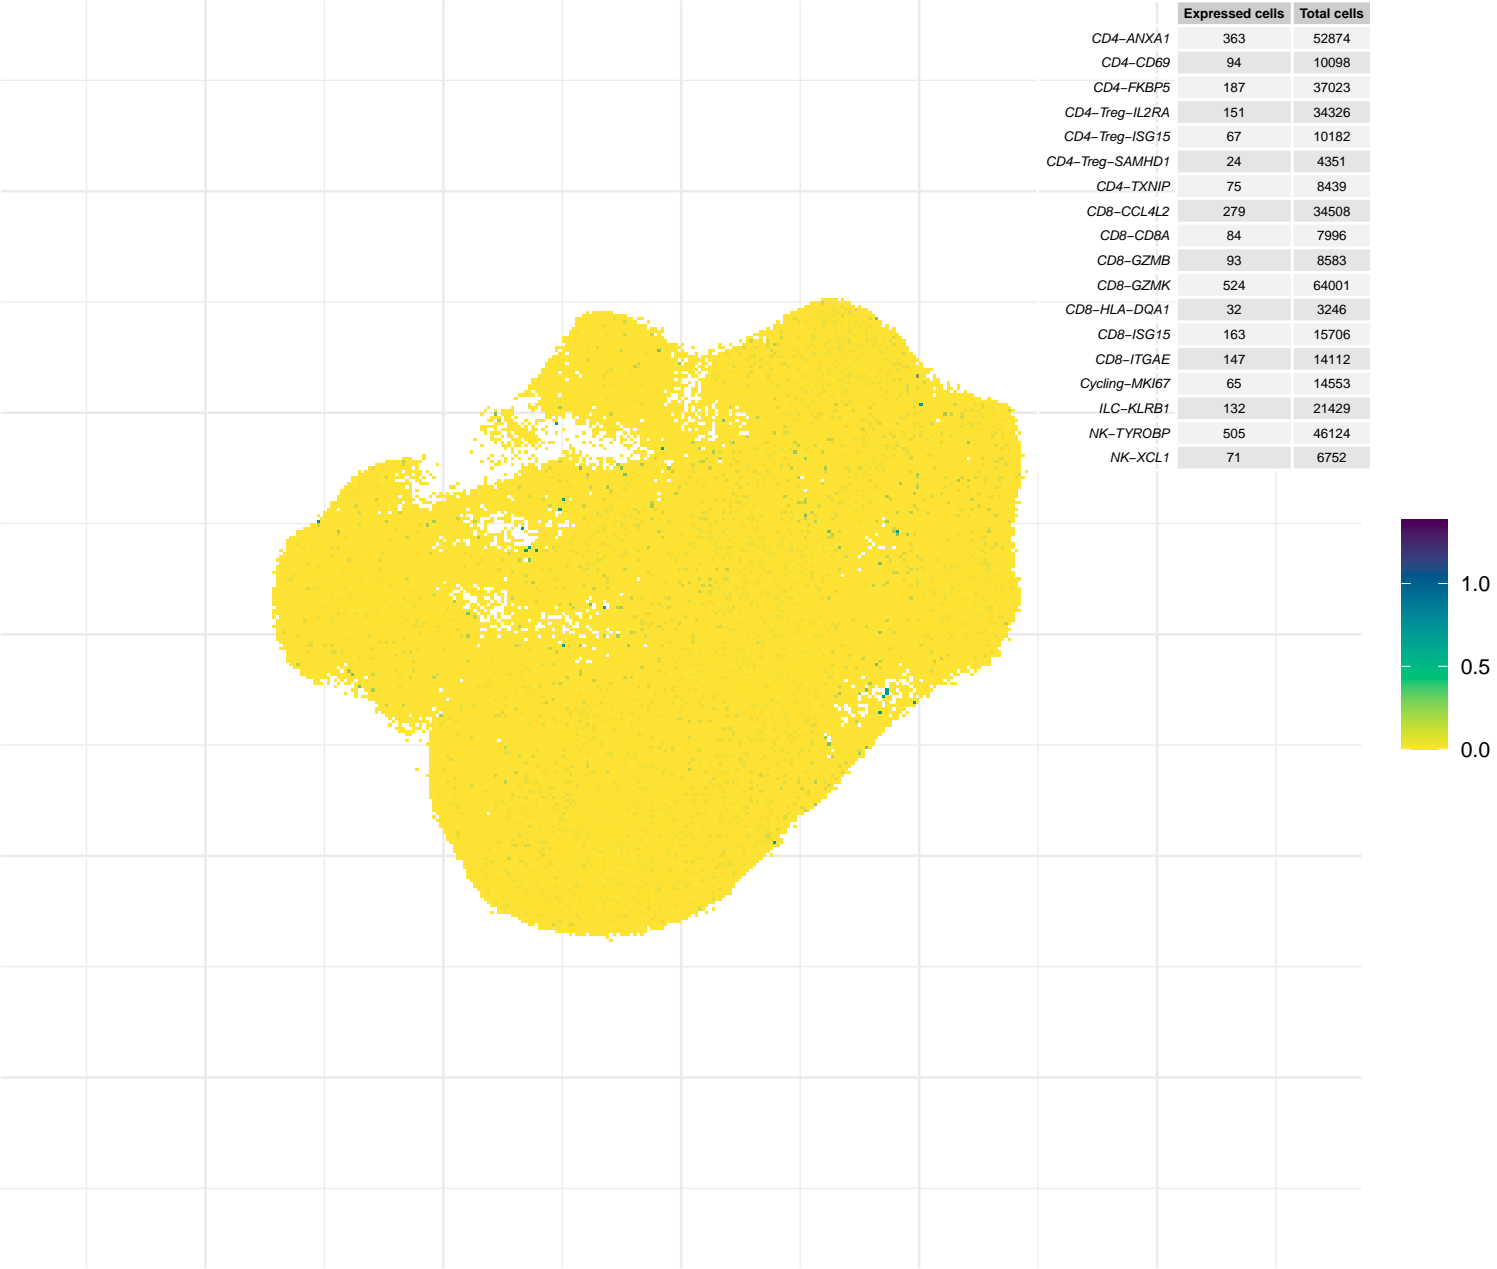 Expressed cells Total cells
CD4−ANXA1 363 52874
CD4−CD69 94 10098
CD4−FKBP5 187 37023
CD4−Treg−IL2RA 151 34326
CD4−Treg−ISG15 67 10182
CD4−Treg−SAMHD1 24 4351
CD4−TXNIP 75 8439
CD8−CCL4L2 279 34508
CD8−CD8A 84 7996
CD8−GZMB 93 8583
CD8−GZMK 524 64001
CD8−HLA−DQA1 32 3246
CD8−ISG15 163 15706
CD8−ITGAE 147 14112
Cycling−MKI67 65 14553
ILC−KLRB1 132 21429
NK−TYROBP 505 46124
NK−XCL1 71 6752
1.0
0.5
0.0